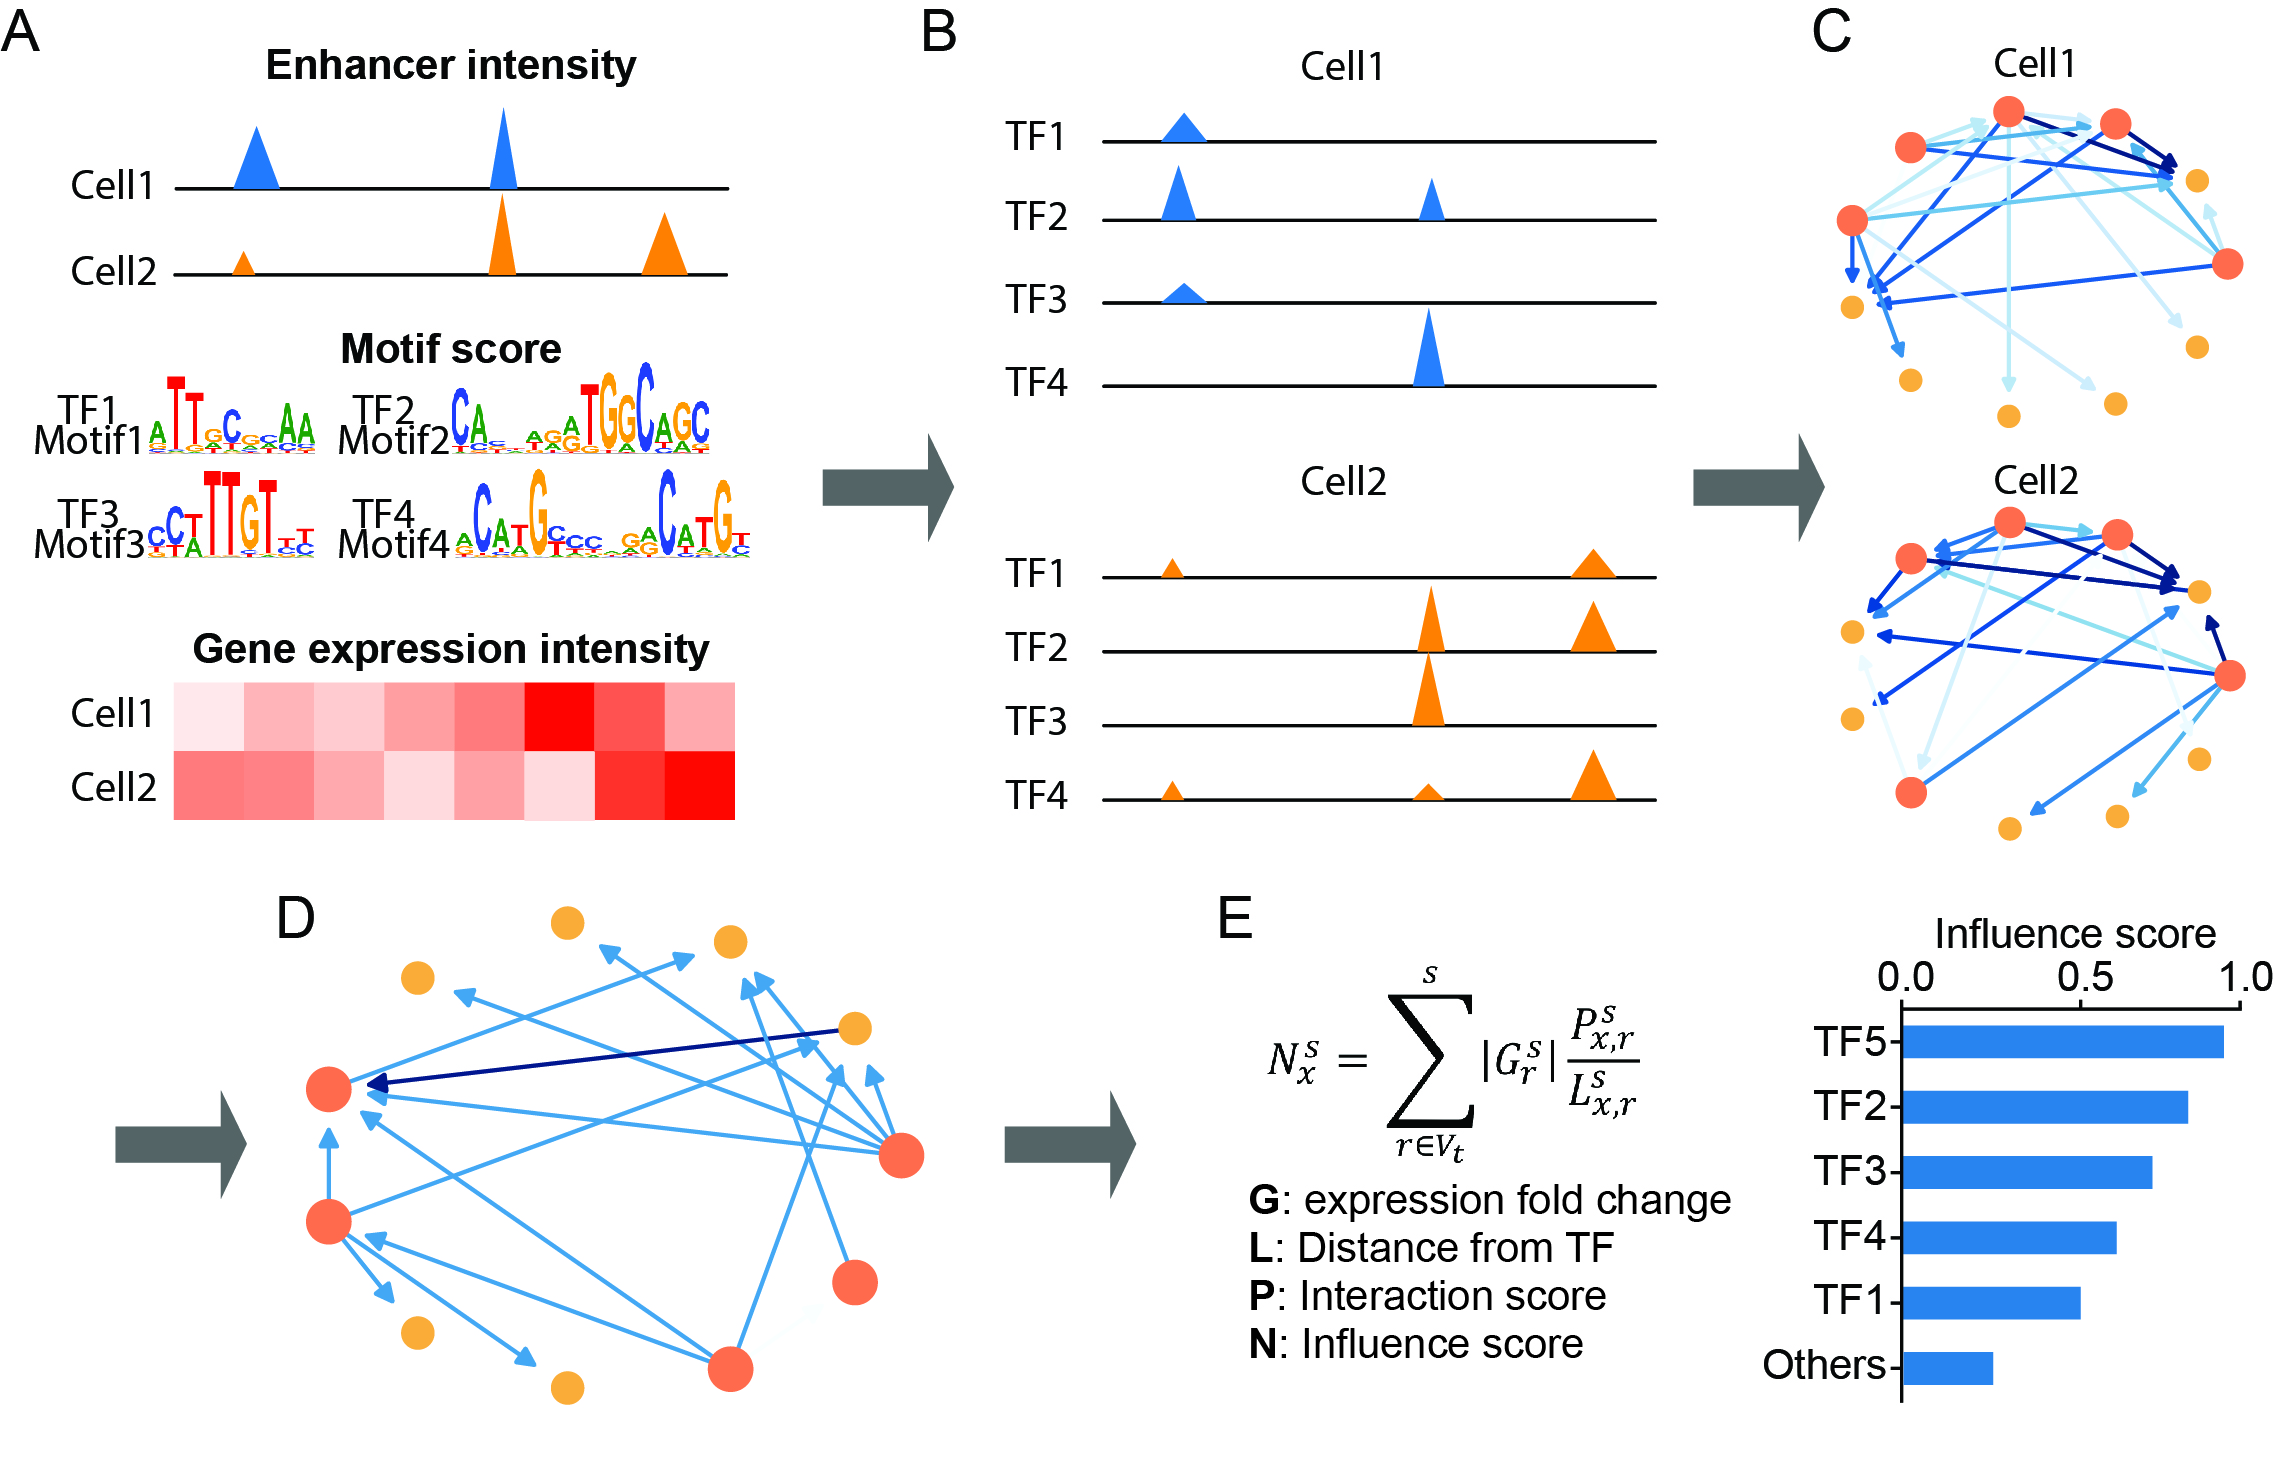 A
Enhancer intensity
Cell1
Cell2
Motif score
TF1
Motif1
TF2
Motif2
TF3
Motif3
TF4
Motif4
Gene expression intensity
Cell1
Cell2
B
Cell1
TF1
TF2
TF3
TF4
Cell2
TF1
TF2
TF3
TF4
C
Cell1
Cell2
D
E
N_x^s = ∑_{r∈V_t}^s |G_r^s| P_{x,r}^s / L_{x,r}^s
G: expression fold change
L: Distance from TF
P: Interaction score
N: Influence score
Influence score
0.0 0.5 1.0
TF5
TF2
TF3
TF4
TF1
Others